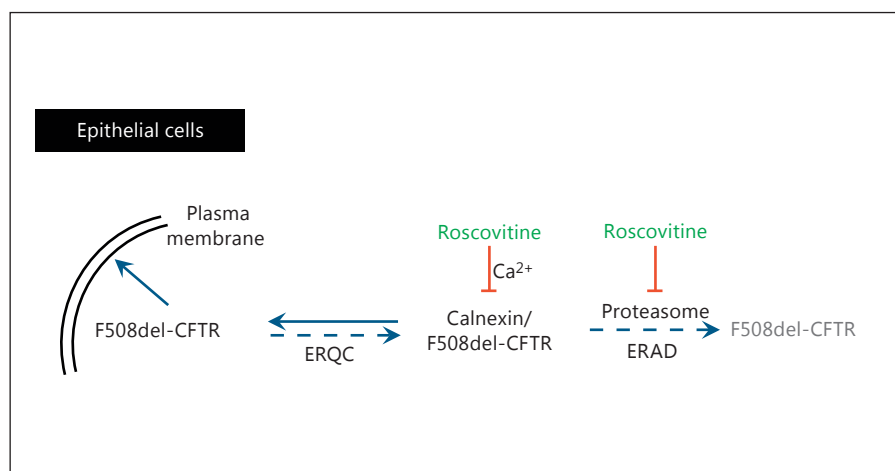 Epithelial cells
Plasma
membrane
F508del-CFTR
ERQC
Roscovitine
Ca²⁺
Calnexin/
F508del-CFTR
Roscovitine
Proteasome
ERAD
F508del-CFTR